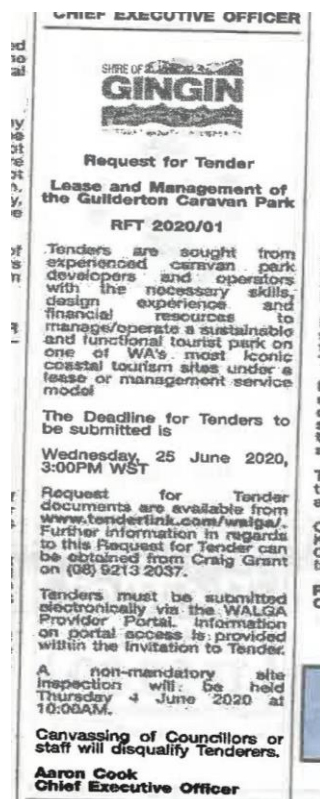 CHIEF EXECUTIVE OFFICER
SHIRE OF
GINGIN
Request for Tender
Lease and Management of
the Guilderton Caravan Park
RFT 2020/01
Tenders are sought from
experienced caravan park
developers and operators
with the necessary skills,
design experience and
financial resources to
manage/operate a sustainable
and functional tourist park on
one of WA's most iconic
coastal tourism sites under a
lease or management service
model
The Deadline for Tenders to
be submitted is
Wednesday, 25 June 2020,
3:00PM WST
Request for Tender
documents are available from
www.tenderlink.com/walga/.
Further information in regards
to this Request for Tender can
be obtained from Craig Grant
on (08) 9213 2037.
Tenders must be submitted
electronically via the WALGA
Provider Portal. Information
on portal access is provided
within the Invitation to Tender.
A non-mandatory site
inspection will be held
Thursday 4 June 2020 at
10:00AM.
Canvassing of Councillors or
staff will disqualify Tenderers.
Aaron Cook
Chief Executive Officer